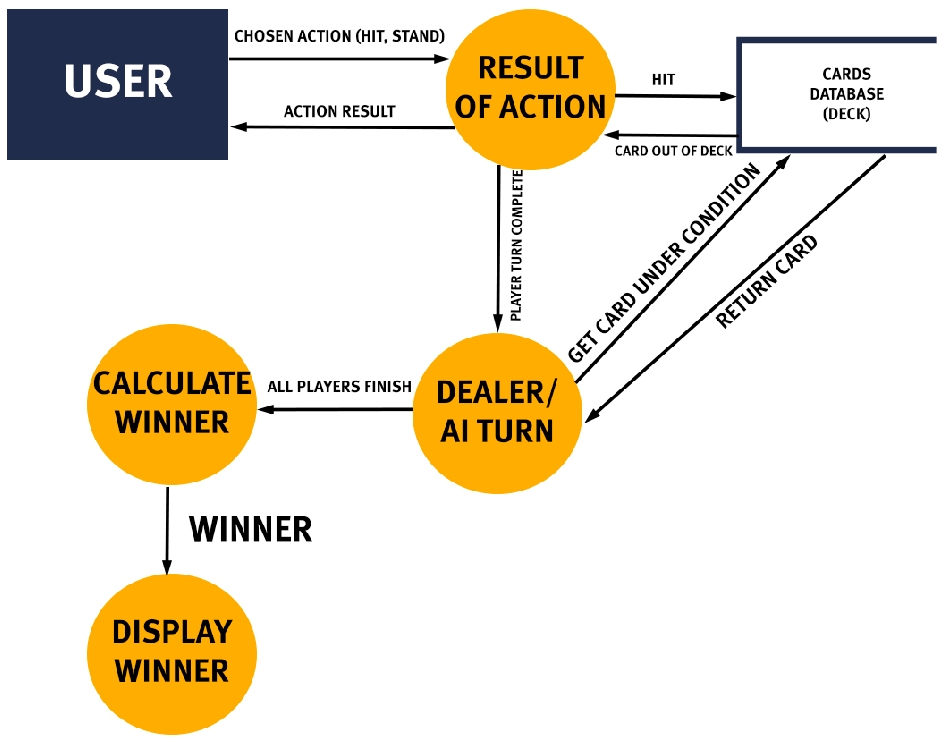 USER
CHOSEN ACTION (HIT, STAND)
ACTION RESULT
RESULT
OF ACTION
HIT
CARD OUT OF DECK
CARDS
DATABASE
(DECK)
PLAYER TURN COMPLETE
GET CARD UNDER CONDITION
RETURN CARD
DEALER/
AI TURN
ALL PLAYERS FINISH
CALCULATE
WINNER
WINNER
DISPLAY
WINNER